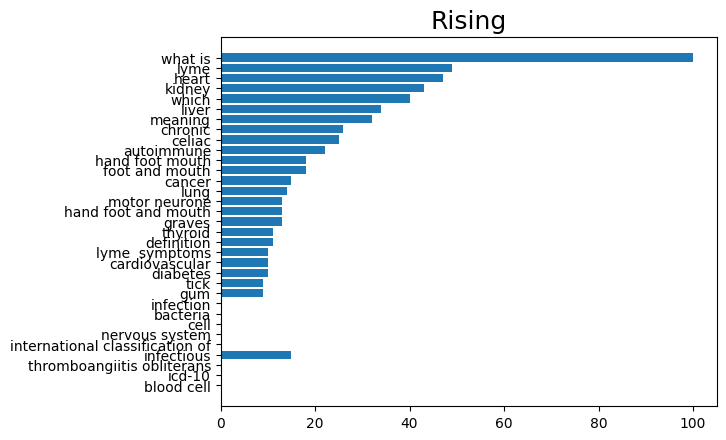 Rising
what is
lyme
heart
kidney
which
liver
meaning
chronic
celiac
autoimmune
hand foot mouth
foot and mouth
cancer
lung
motor neurone
hand foot and mouth
graves
thyroid
definition
lyme  symptoms
cardiovascular
diabetes
tick
gum
infection
bacteria
cell
nervous system
international classification of
infectious
thromboangiitis obliterans
icd-10
blood cell
0 20 40 60 80 100